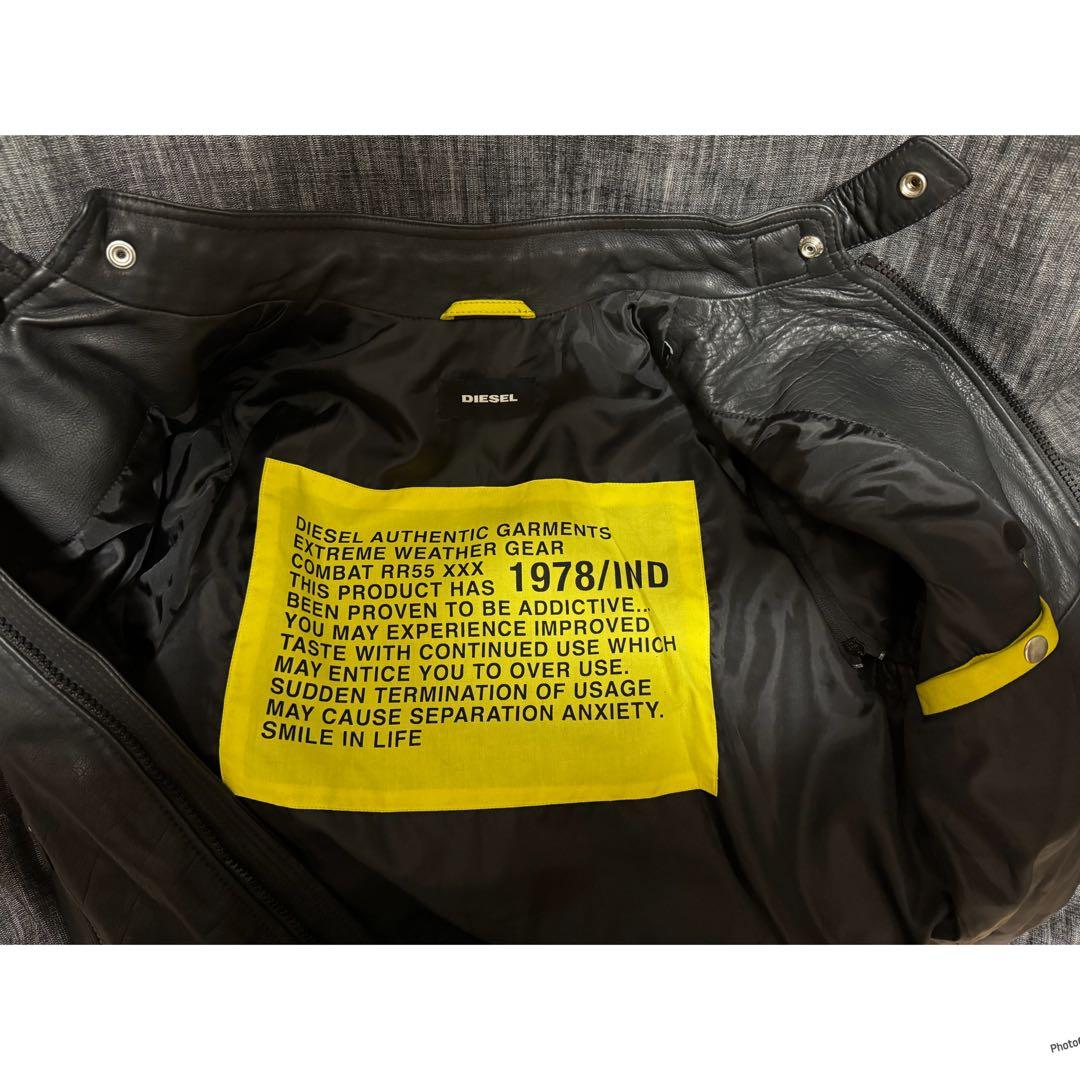 DIESEL
DIESEL AUTHENTIC GARMENTS
EXTREME WEATHER GEAR
COMBAT RR55 XXX
THIS PRODUCT HAS 1978/IND
BEEN PROVEN TO BE ADDICTIVE...
YOU MAY EXPERIENCE IMPROVED
TASTE WITH CONTINUED USE WHICH
MAY ENTICE YOU TO OVER USE.
SUDDEN TERMINATION OF USAGE
MAY CAUSE SEPARATION ANXIETY.
SMILE IN LIFE